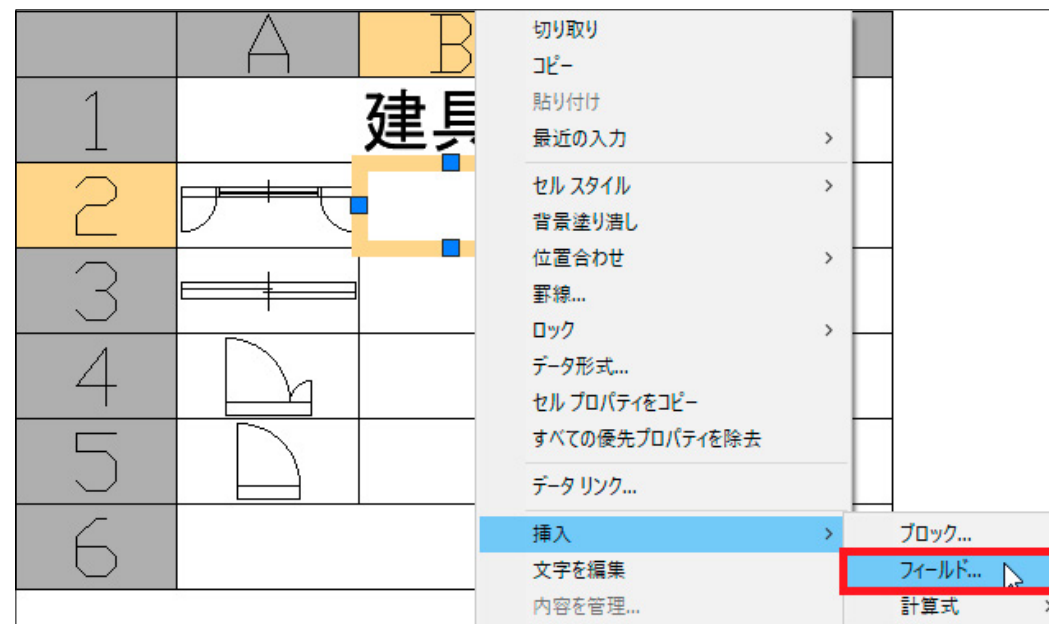 A
B
1
建具
2
3
4
5
6
切り取り
コピー
貼り付け
最近の入力
セル スタイル
背景塗り潰し
位置合わせ
罫線...
ロック
データ形式...
セル プロパティをコピー
すべての優先プロパティを除去
データ リンク...
挿入
文字を編集
内容を管理...
ブロック...
フィールド...
計算式